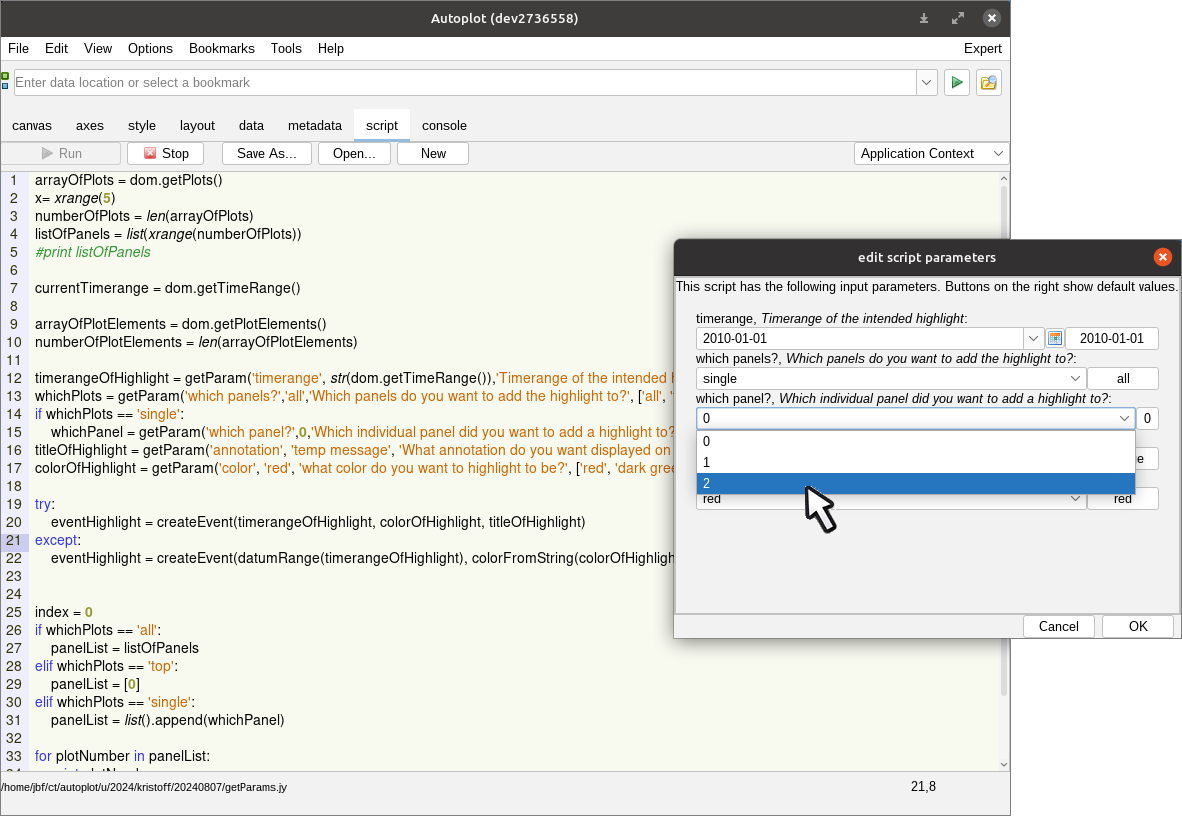 Autoplot (dev2736558)
File Edit View Options Bookmarks Tools Help Expert
Enter data location or select a bookmark
canvas axes style layout data metadata script console
Run Stop Save As... Open... New Application Context
1 arrayOfPlots = dom.getPlots()
2 x= xrange(5)
3 numberOfPlots = len(arrayOfPlots)
4 listOfPanels = list(xrange(numberOfPlots))
5 #print listOfPanels
6
7 currentTimerange = dom.getTimeRange()
8
9 arrayOfPlotElements = dom.getPlotElements()
10 numberOfPlotElements = len(arrayOfPlotElements)
11
12 timerangeOfHighlight = getParam('timerange', str(dom.getTimeRange()),'Timerange of the intended
13 whichPlots = getParam('which panels?','all','Which panels do you want to add the highlight to?', ['all', '
14 if whichPlots == 'single':
15 whichPanel = getParam('which panel?',0,'Which individual panel did you want to add a highlight to?
16 titleOfHighlight = getParam('annotation', 'temp message', 'What annotation do you want displayed on
17 colorOfHighlight = getParam('color', 'red', 'what color do you want to highlight to be?', ['red', 'dark gree
18
19 try:
20 eventHighlight = createEvent(timerangeOfHighlight, colorOfHighlight, titleOfHighlight)
21 except:
22 eventHighlight = createEvent(datumRange(timerangeOfHighlight), colorFromString(colorOfHighligh
23
24
25 index = 0
26 if whichPlots == 'all':
27 panelList = listOfPanels
28 elif whichPlots == 'top':
29 panelList = [0]
30 elif whichPlots == 'single':
31 panelList = list().append(whichPanel)
32
33 for plotNumber in panelList:
/home/jbf/ct/autoplot/u/2024/kristoff/20240807/getParams.jy 21,8
edit script parameters
This script has the following input parameters. Buttons on the right show default values.
timerange, Timerange of the intended highlight:
2010-01-01 2010-01-01
which panels?, Which panels do you want to add the highlight to?:
single all
which panel?, Which individual panel did you want to add a highlight to?:
0 0
0
1
2
red red
Cancel OK